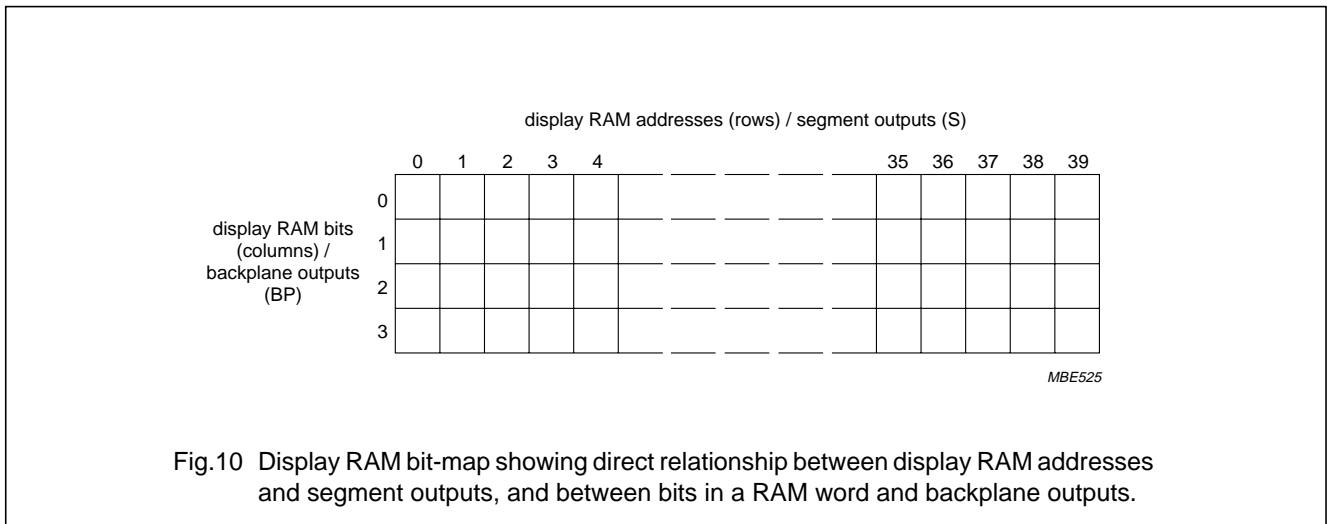 display RAM addresses (rows) / segment outputs (S)
0 1 2 3 4 35 36 37 38 39
0
display RAM bits
(columns) /
backplane outputs
(BP)
1
2
3
MBE525
Fig.10 Display RAM bit-map showing direct relationship between display RAM addresses
and segment outputs, and between bits in a RAM word and backplane outputs.